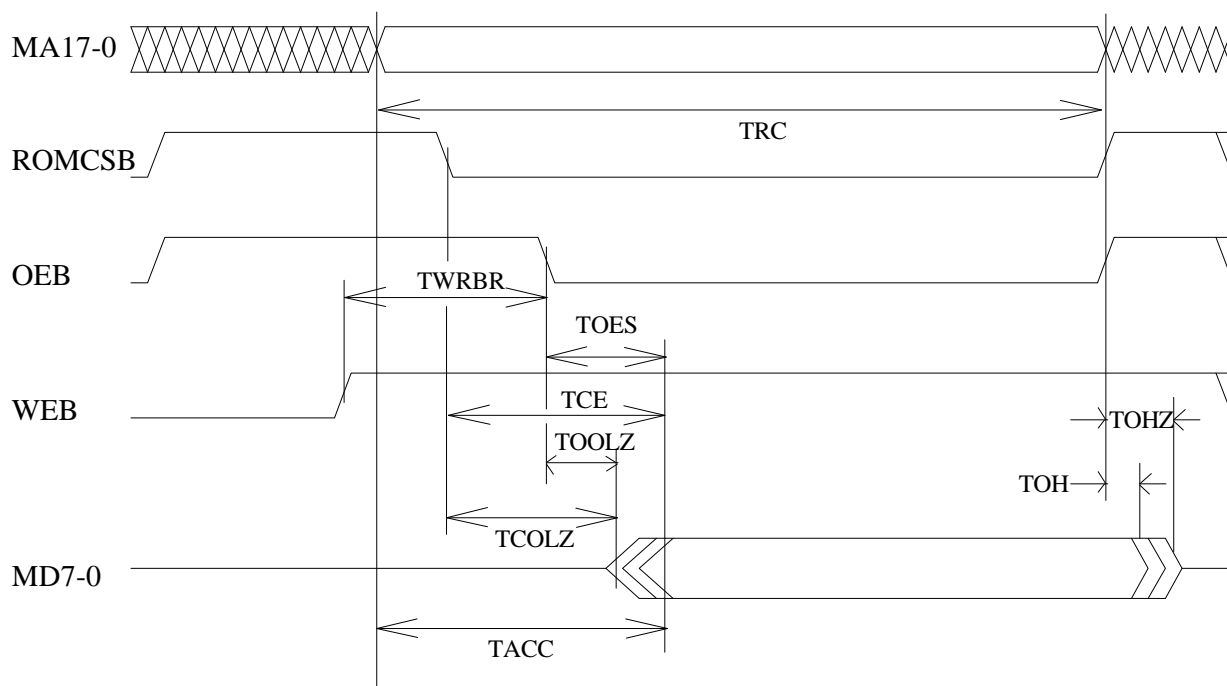 MA17-0
TRC
ROMCSB
OEB
TWRBR
TOES
WEB
TCE
TOHZ
TOOLZ
TOH
TCOLZ
MD7-0
TACC